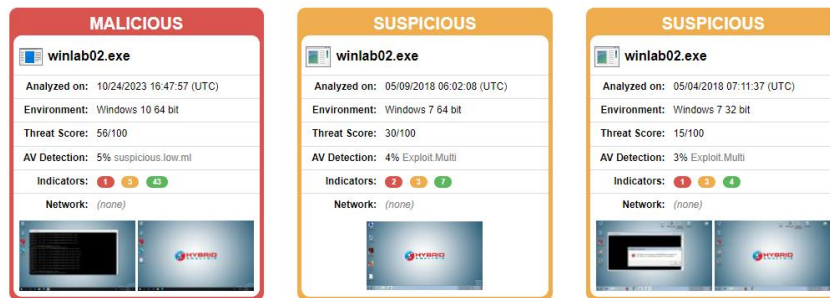 MALICIOUS
winlab02.exe
Analyzed on: 10/24/2023 16:47:57 (UTC)
Environment: Windows 10 64 bit
Threat Score: 56/100
AV Detection: 5% suspicious.low.ml
Indicators: 1 5 43
Network: (none)
HYBRID
SUSPICIOUS
winlab02.exe
Analyzed on: 05/09/2018 06:02:08 (UTC)
Environment: Windows 7 64 bit
Threat Score: 30/100
AV Detection: 4% Exploit.Multi
Indicators: 2 3 7
Network: (none)
HYBRID
SUSPICIOUS
winlab02.exe
Analyzed on: 05/04/2018 07:11:37 (UTC)
Environment: Windows 7 32 bit
Threat Score: 15/100
AV Detection: 3% Exploit.Multi
Indicators: 1 3 4
Network: (none)
HYBRID